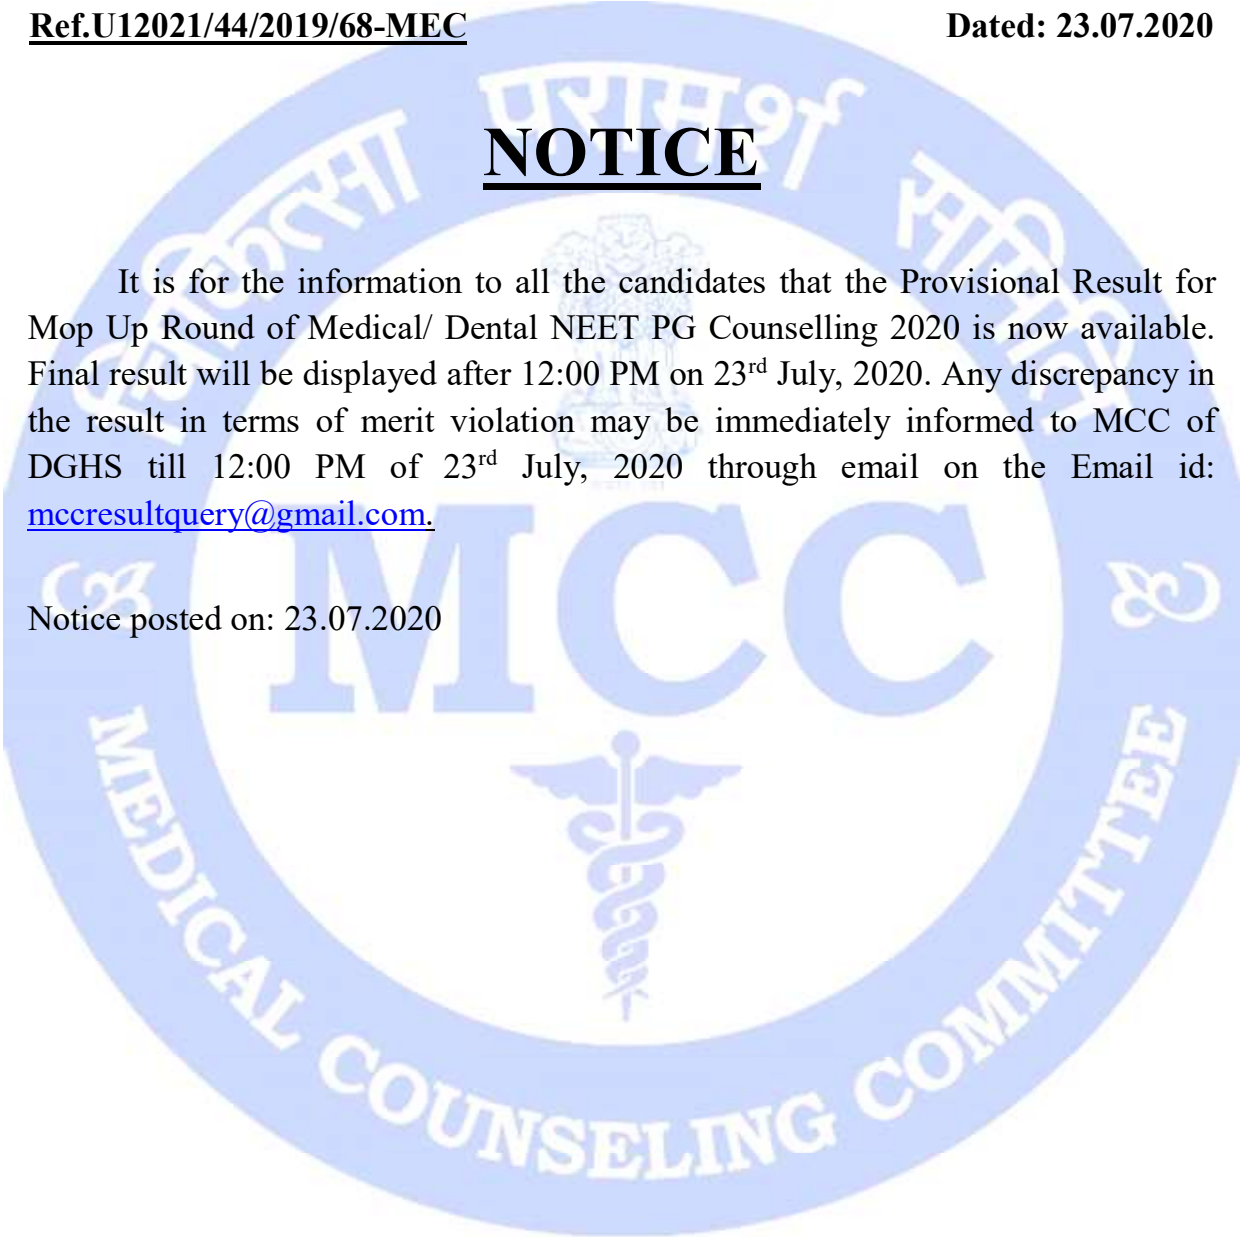 Ref.U12021/44/2019/68-MEC Dated: 23.07.2020
चिकित्सा परामर्श समिति
NOTICE
It is for the information to all the candidates that the Provisional Result for
Mop Up Round of Medical/ Dental NEET PG Counselling 2020 is now available.
Final result will be displayed after 12:00 PM on 23rd July, 2020. Any discrepancy in
the result in terms of merit violation may be immediately informed to MCC of
DGHS till 12:00 PM of 23rd July, 2020 through email on the Email id:
mccresultquery@gmail.com.
Notice posted on: 23.07.2020
MCC
MEDICAL COUNSELING COMMITTEE